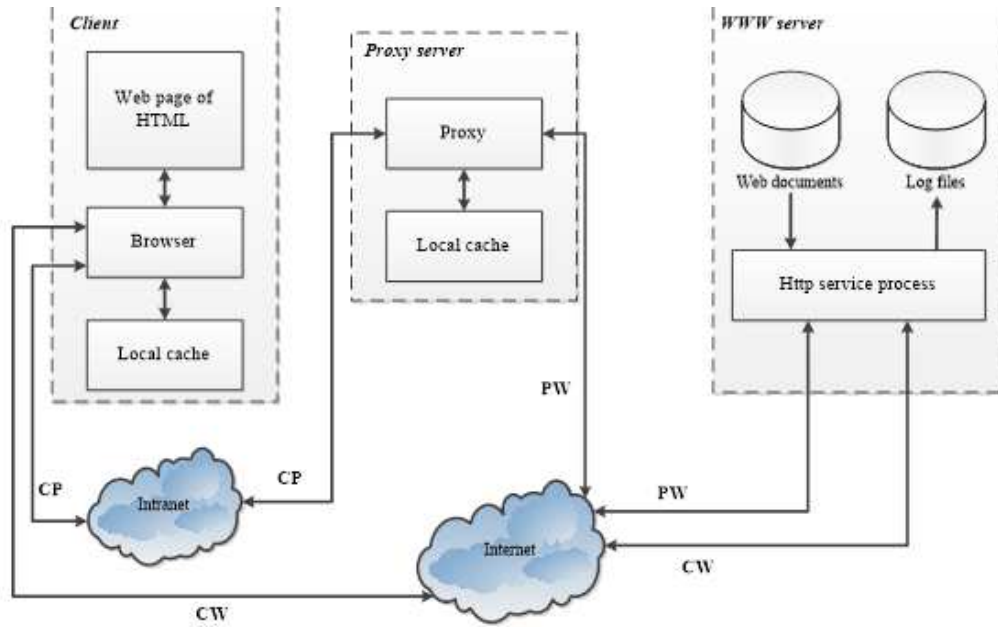 Client
Web page of
HTML
Browser
Local cache
Proxy server
Proxy
Local cache
WWW server
Web documents
Log files
Http service process
PW
CP
CP
Intranet
PW
Internet
CW
CW